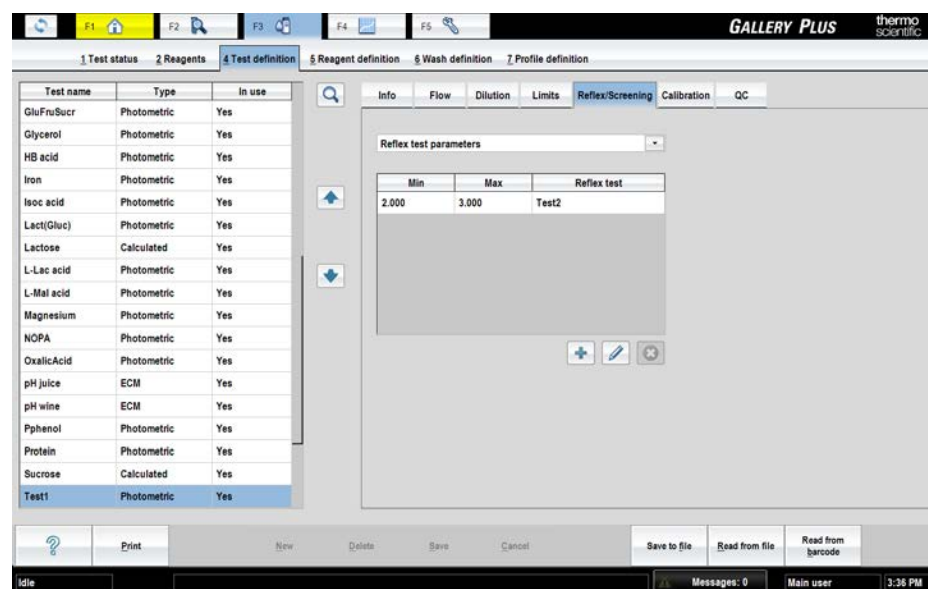 F1 F2 F3 F4 F5 GALLERY PLUS thermo scientific
1 Test status 2 Reagents 4 Test definition 5 Reagent definition 6 Wash definition 7 Profile definition
Test name Type In use
GluFruSucr Photometric Yes
Glycerol Photometric Yes
HB acid Photometric Yes
Iron Photometric Yes
Isoc acid Photometric Yes
Lact(Gluc) Photometric Yes
Lactose Calculated Yes
L-Lac acid Photometric Yes
L-Mal acid Photometric Yes
Magnesium Photometric Yes
NOPA Photometric Yes
OxalicAcid Photometric Yes
pH juice ECM Yes
pH wine ECM Yes
Pphenol Photometric Yes
Protein Photometric Yes
Sucrose Calculated Yes
Test1 Photometric Yes
Info Flow Dilution Limits Reflex/Screening Calibration QC
Reflex test parameters
Min Max Reflex test
2.000 3.000 Test2
Print New Delete Save Cancel Save to file Read from file Read from barcode
Idle Messages: 0 Main user 3:36 PM